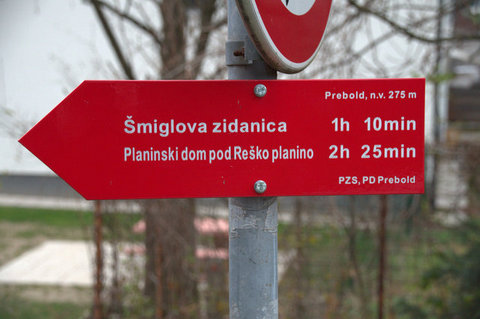 Prebold, n.v. 275 m
Šmiglova zidanica 1h 10min
Planinski dom pod Reško planino 2h 25min
PZS, PD Prebold